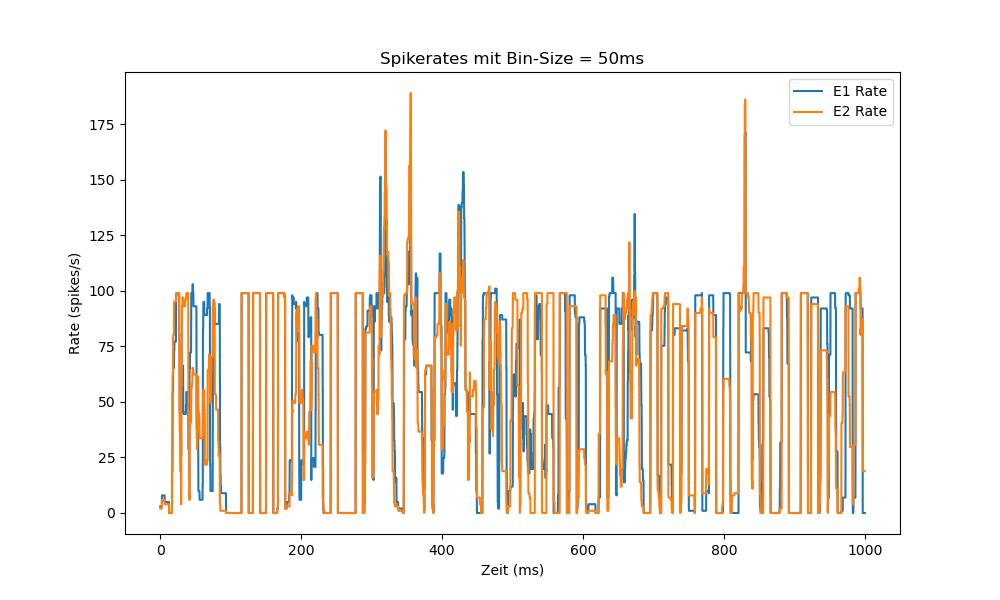 Spikerates mit Bin-Size = 50ms
E1 Rate
E2 Rate
Rate (spikes/s)
175
150
125
100
75
50
25
0
0 200 400 600 800 1000
Zeit (ms)